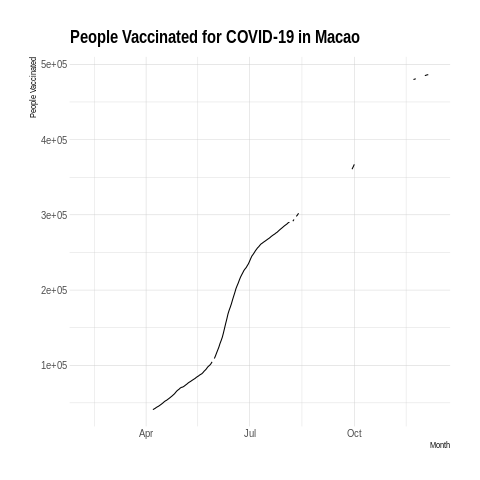 People Vaccinated for COVID-19 in Macao
People Vaccinated
5e+05
4e+05
3e+05
2e+05
1e+05
Apr Jul Oct
Month